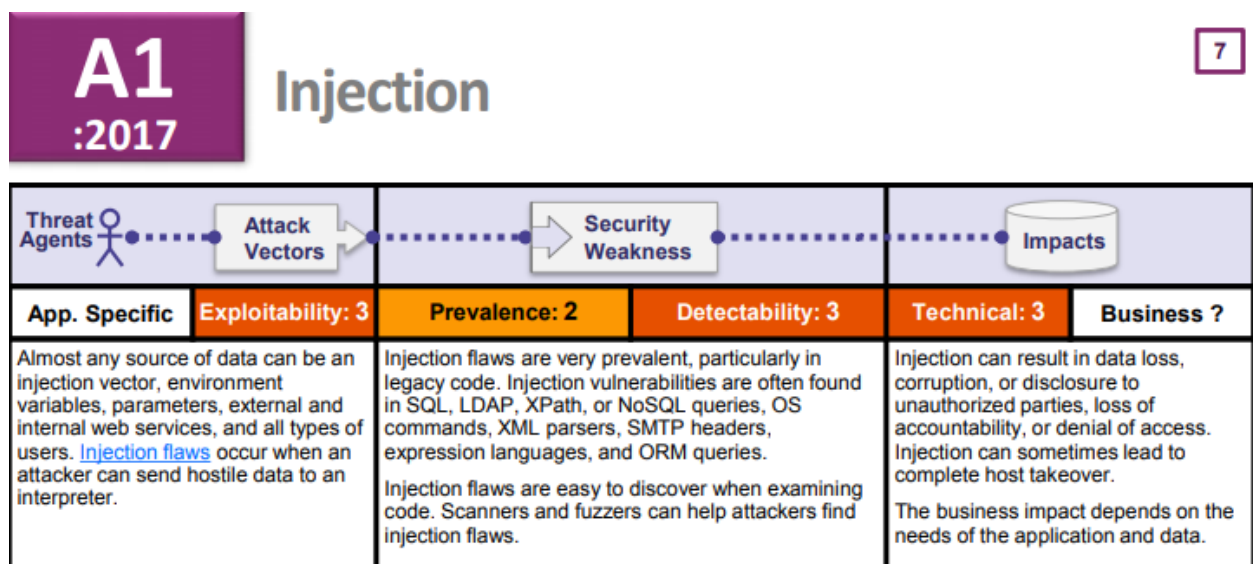 A1
:2017
Injection
7
Threat
Agents
Attack
Vectors
Security
Weakness
Impacts
App. Specific
Exploitability: 3
Prevalence: 2
Detectability: 3
Technical: 3
Business ?
Almost any source of data can be an
injection vector, environment
variables, parameters, external and
internal web services, and all types of
users. Injection flaws occur when an
attacker can send hostile data to an
interpreter.
Injection flaws are very prevalent, particularly in
legacy code. Injection vulnerabilities are often found
in SQL, LDAP, XPath, or NoSQL queries, OS
commands, XML parsers, SMTP headers,
expression languages, and ORM queries.
Injection flaws are easy to discover when examining
code. Scanners and fuzzers can help attackers find
injection flaws.
Injection can result in data loss,
corruption, or disclosure to
unauthorized parties, loss of
accountability, or denial of access.
Injection can sometimes lead to
complete host takeover.
The business impact depends on the
needs of the application and data.